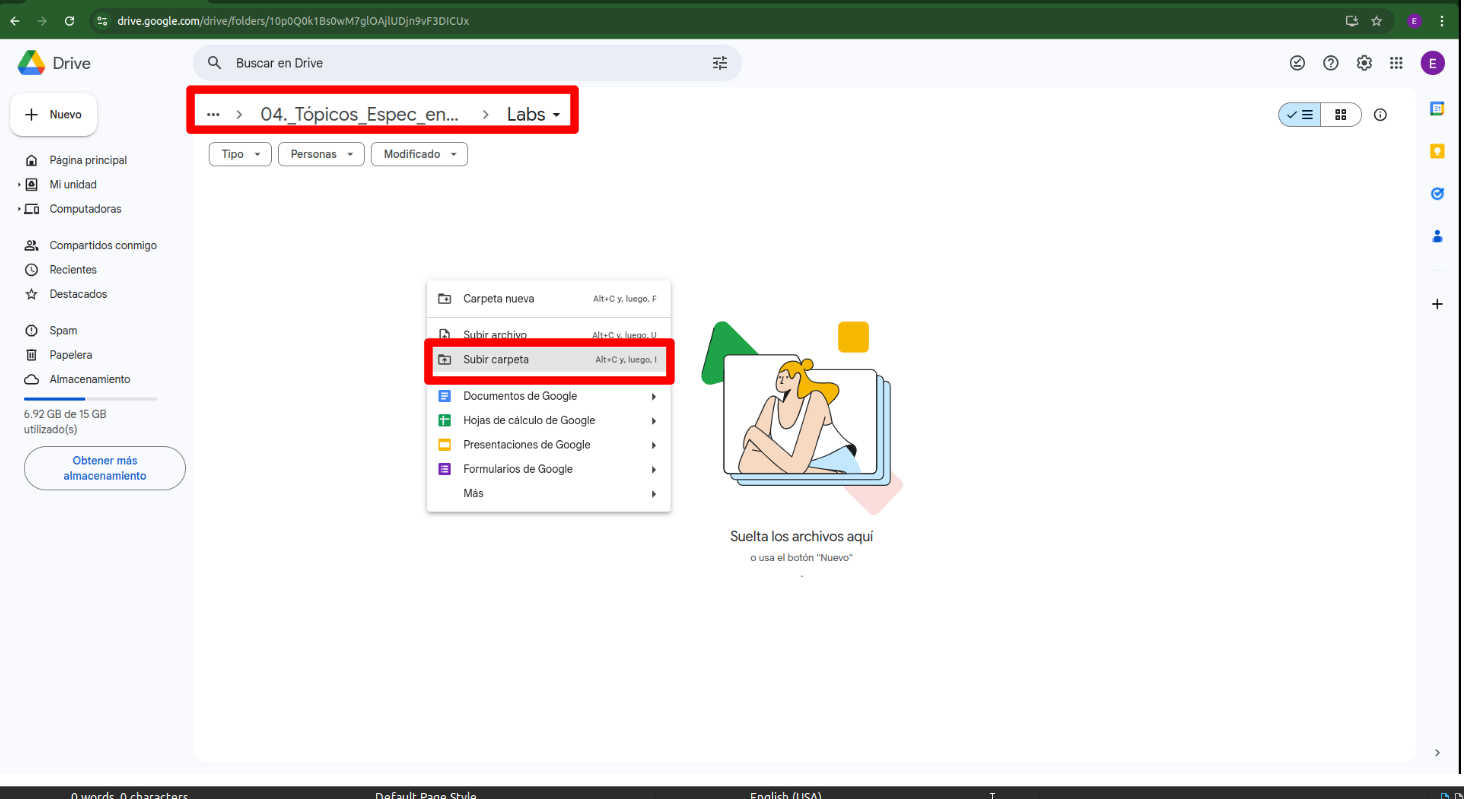 drive.google.com/drive/folders/10p0Q0k1Bs0wM7glOAjlUDjn9vF3DICUx
E
Drive
Buscar en Drive
E
Nuevo
... > 04._Tópicos_Espec_en... > Labs
Tipo
Personas
Modificado
Página principal
Mi unidad
Computadoras
Compartidos conmigo
Recientes
Destacados
Spam
Papelera
Almacenamiento
6.92 GB de 15 GB
utilizado(s)
Obtener más
almacenamiento
31
Carpeta nueva Alt+C y, luego, F
Subir archivo Alt+C y, luego, U
Subir carpeta Alt+C y, luego, I
Documentos de Google
Hojas de cálculo de Google
Presentaciones de Google
Formularios de Google
Más
Suelta los archivos aquí
o usa el botón "Nuevo"
.
0 words, 0 characters
Default Page Style
English (USA)